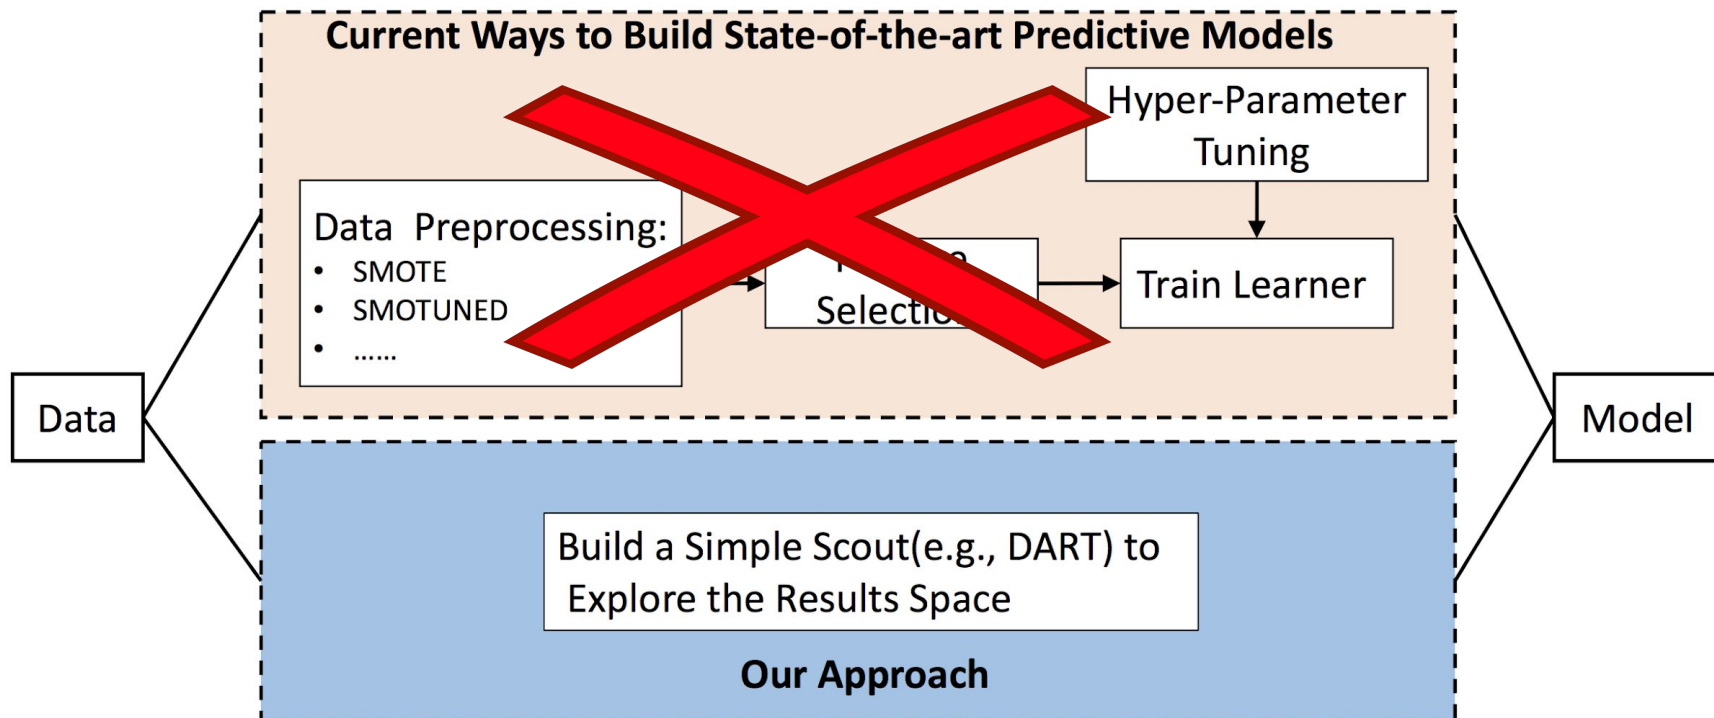 Current Ways to Build State-of-the-art Predictive Models
Hyper-Parameter
Tuning
Data Preprocessing:
• SMOTE
• SMOTUNED
• ......
Train Learner
Data
Model
Build a Simple Scout(e.g., DART) to
Explore the Results Space
Our Approach